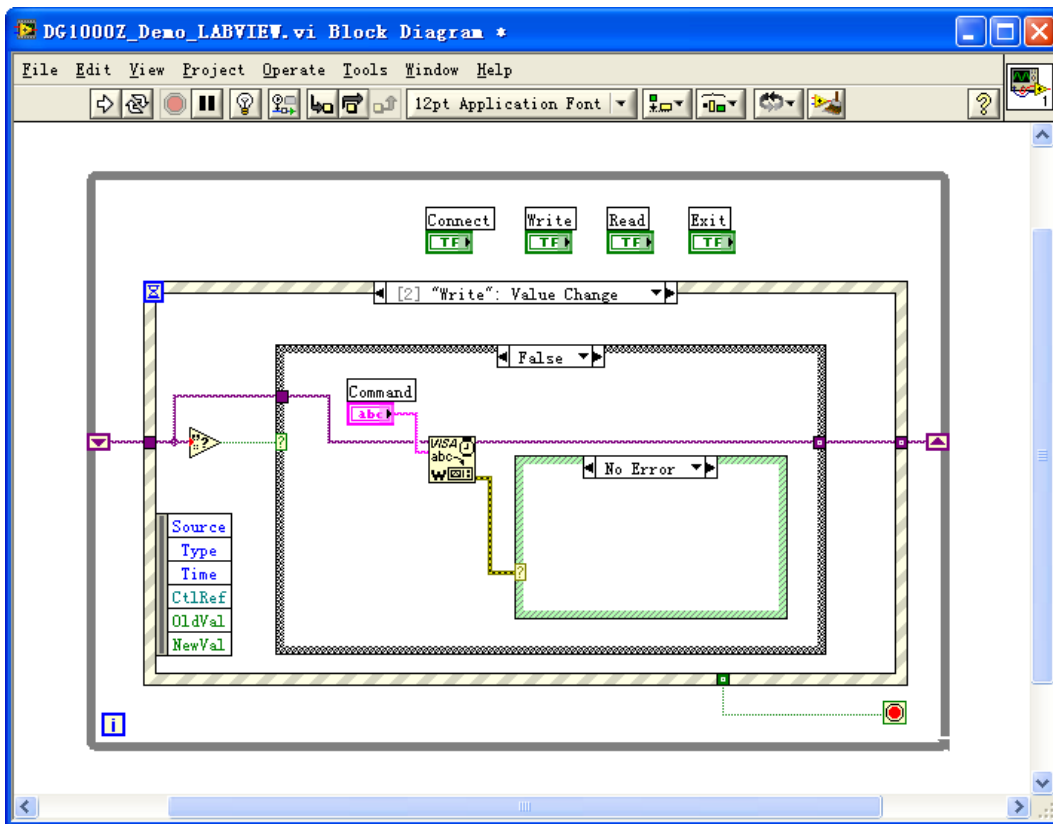 DG1000Z_Demo_LABVIEW.vi Block Diagram *
File Edit View Project Operate Tools Window Help
12pt Application Font
?
1
Connect Write Read Exit
TF TF TF TF
[2] "Write": Value Change
False
Command
abc
?
?
VISA
abc
W
No Error
?
Source
Type
Time
CtlRef
OldVal
NewVal
i